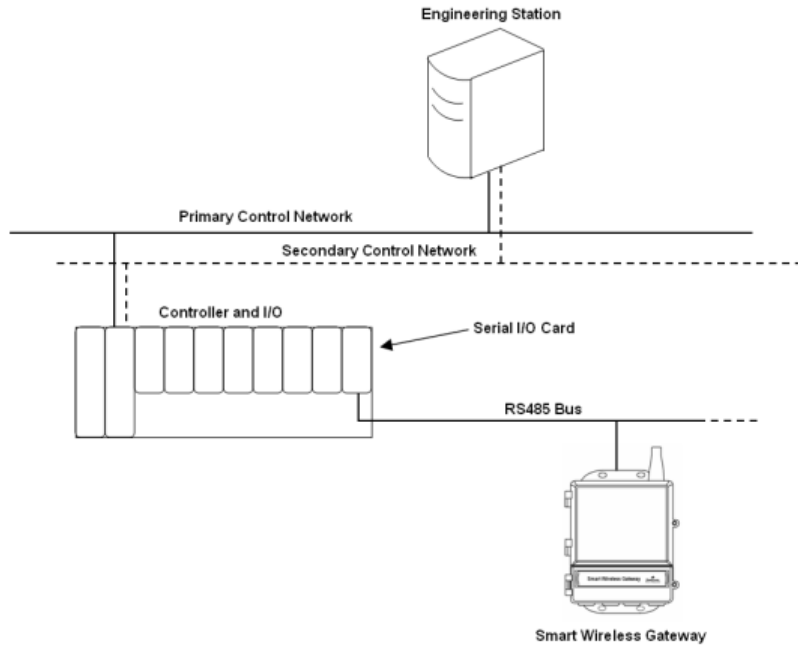 Engineering Station
Primary Control Network
Secondary Control Network
Controller and I/O
Serial I/O Card
RS485 Bus
Smart Wireless Gateway
Smart Wireless Gateway